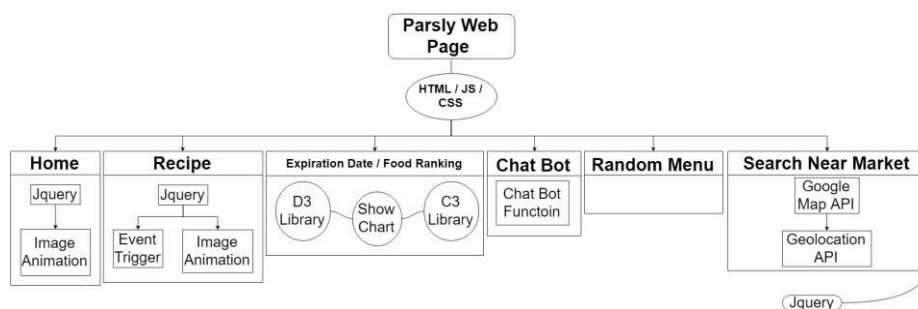 Parsly Web
Page
HTML / JS /
CSS
Home
Jquery
Image
Animation
Recipe
Jquery
Event
Trigger
Image
Animation
Expiration Date / Food Ranking
D3
Library
Show
Chart
C3
Library
Chat Bot
Chat Bot
Functoin
Random Menu
Search Near Market
Google
Map API
Geolocation
API
Jquery